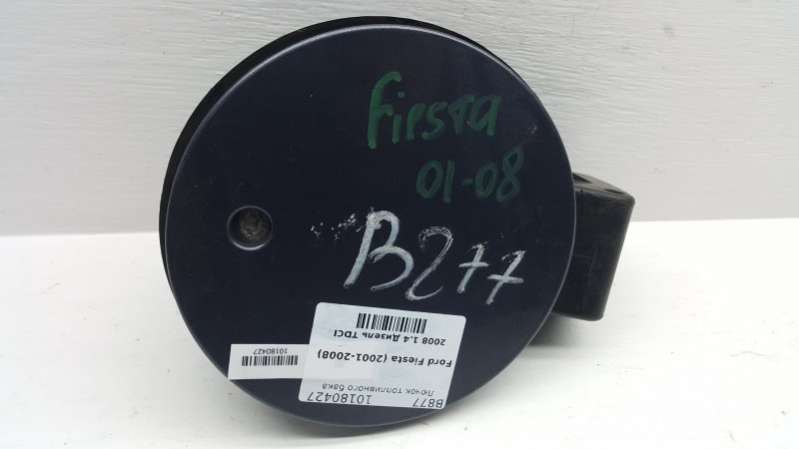 Fiesta
01-08
B277
B877
10180427
Лючок топливного бака
Ford Fiesta (2001-2008)
2008 1.4 Дизель TDCI
10180427